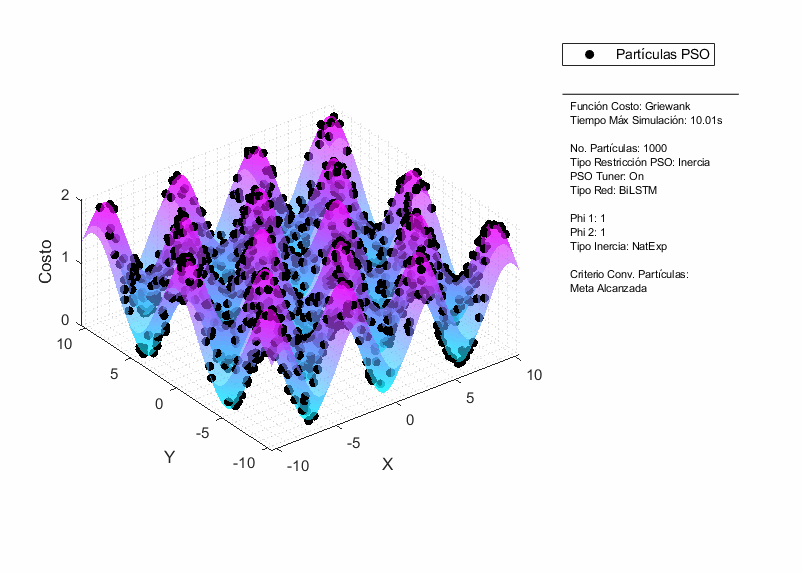 Partículas PSO
Función Costo: Griewank
Tiempo Máx Simulación: 10.01s
No. Partículas: 1000
Tipo Restricción PSO: Inercia
PSO Tuner: On
Tipo Red: BiLSTM
Phi 1: 1
Phi 2: 1
Tipo Inercia: NatExp
Criterio Conv. Partículas:
Meta Alcanzada
Costo
2
1
0
10
5
0
-5
-10
Y
-10
-5
0
5
10
X